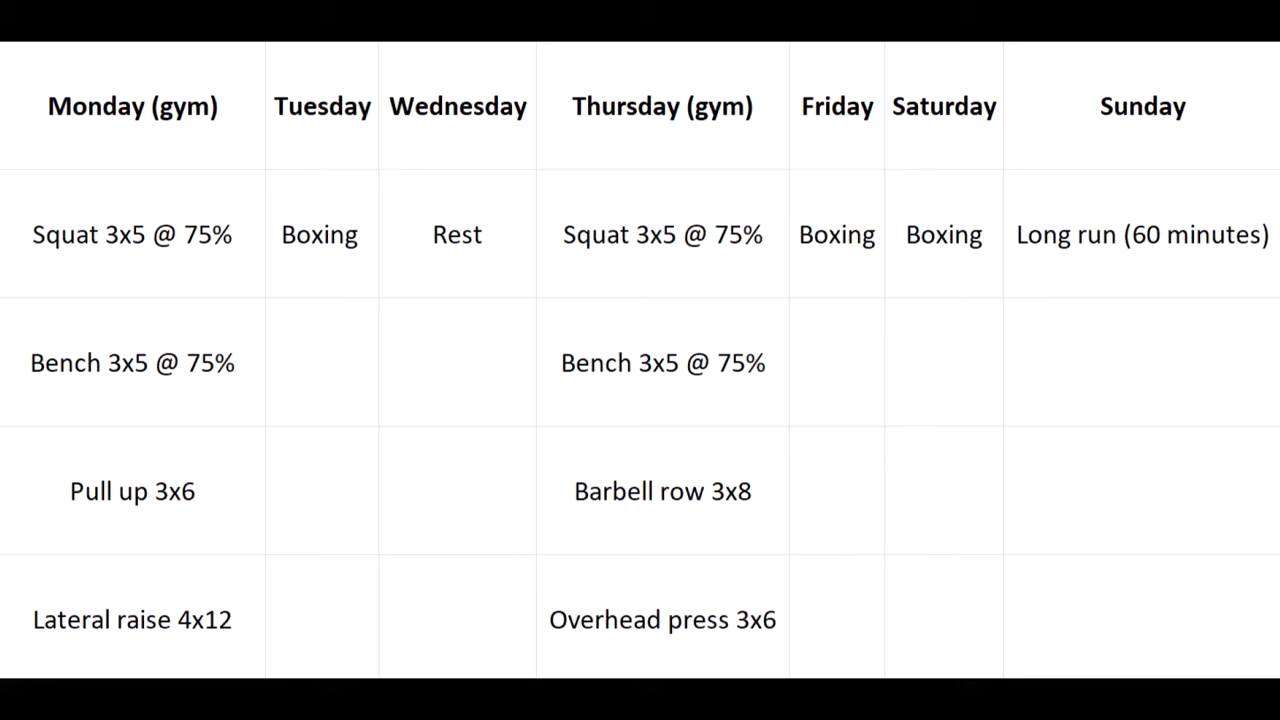 Monday (gym) Tuesday Wednesday Thursday (gym) Friday Saturday Sunday
Squat 3x5 @ 75% Boxing Rest Squat 3x5 @ 75% Boxing Boxing Long run (60 minutes)
Bench 3x5 @ 75% Bench 3x5 @ 75%
Pull up 3x6 Barbell row 3x8
Lateral raise 4x12 Overhead press 3x6